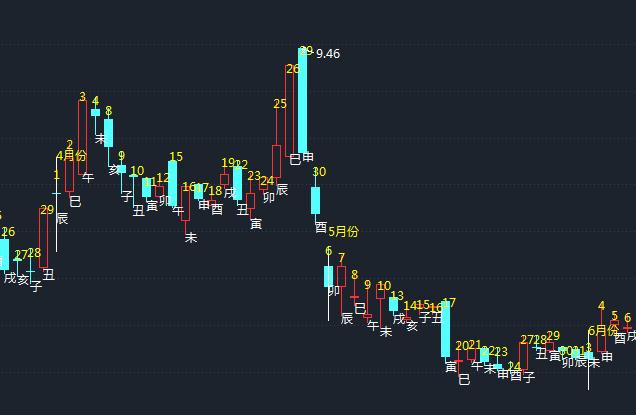 29
9.46
26
25
3
4
8
未
2
4月份
1
巳
午
辰
9
亥
子
10
丑
11
寅
12
卯
15
午
16
未
17
申
18
酉
19
戌
22
丑
23
寅
24
卯
辰
巳
申
30
酉
5月份
26
戌
27
亥
28
子
29
丑
6
卯
7
辰
8
巳
9
午
10
未
13
戌
14
亥
15
子
16
丑
17
寅
20
巳
21
午
22
未
23
申
24
酉
27
子
28
丑
29
寅
30
卯
31
辰
3
6月份
未
4
申
5
酉
6
戌